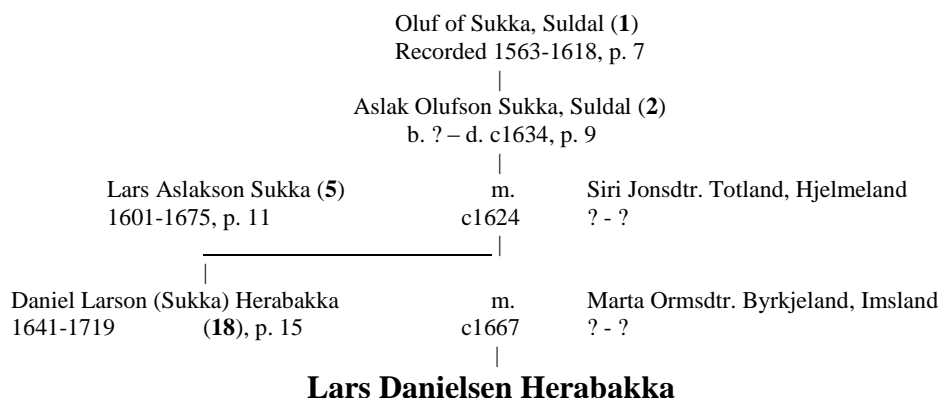 Oluf of Sukka, Suldal (1)
Recorded 1563-1618, p. 7
|
Aslak Olufson Sukka, Suldal (2)
b. ? – d. c1634, p. 9
|
Lars Aslakson Sukka (5) m. Siri Jonsdtr. Totland, Hjelmeland
1601-1675, p. 11 c1624 ? - ?
|
|
Daniel Larson (Sukka) Herabakka m. Marta Ormsdtr. Byrkjeland, Imsland
1641-1719 (18), p. 15 c1667 ? - ?
|
Lars Danielsen Herabakka